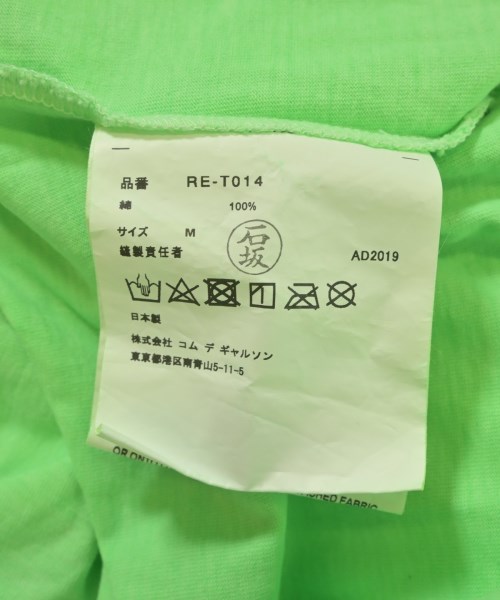 品番 RE-T014
綿 100%
サイズ M
縫製責任者 石坂 AD2019
日本製
株式会社 コム デ ギャルソン
東京都港区南青山5-11-5
FABRIC